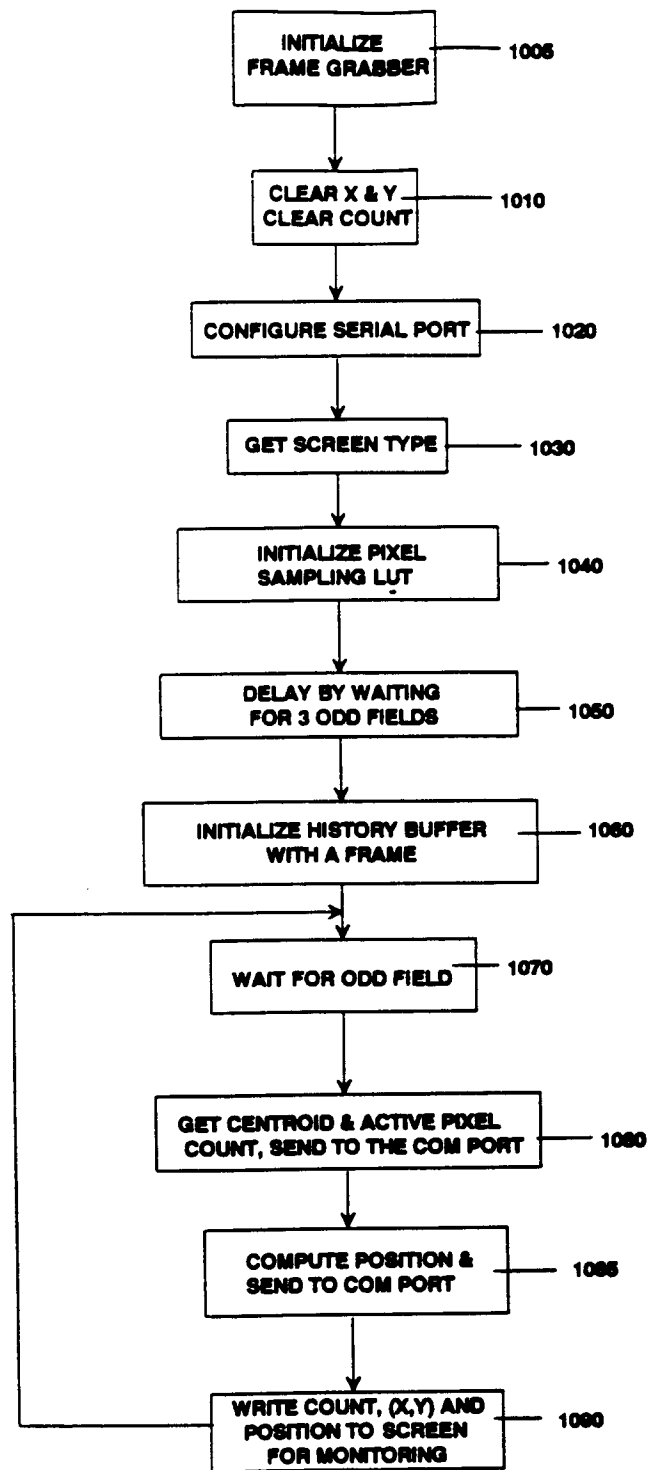 INITIALIZE
FRAME GRABBER
1005
CLEAR X & Y
CLEAR COUNT
1010
CONFIGURE SERIAL PORT
1020
GET SCREEN TYPE
1030
INITIALIZE PIXEL
SAMPLING LUT
1040
DELAY BY WAITING
FOR 3 ODD FIELDS
1050
INITIALIZE HISTORY BUFFER
WITH A FRAME
1060
WAIT FOR ODD FIELD
1070
GET CENTROID & ACTIVE PIXEL
COUNT, SEND TO THE COM PORT
1080
COMPUTE POSITION &
SEND TO COM PORT
1085
WRITE COUNT, (X,Y) AND
POSITION TO SCREEN
FOR MONITORING
1090